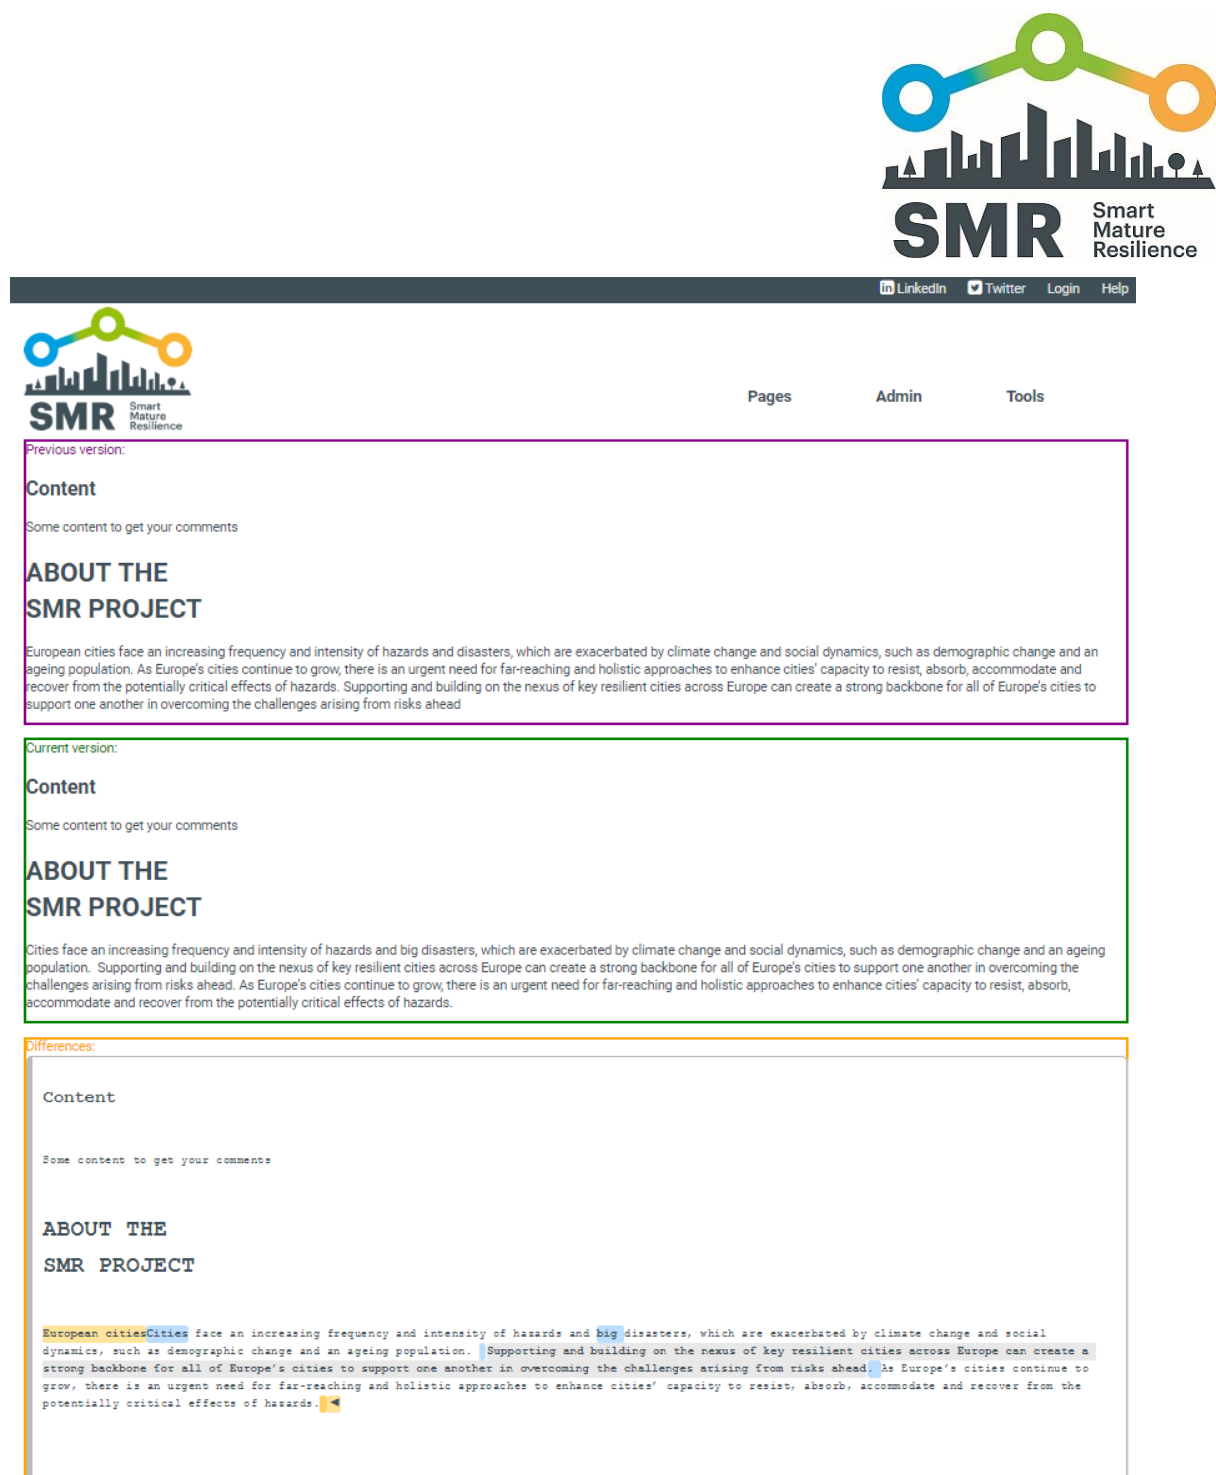 SMR Smart
Mature
Resilience
LinkedIn Twitter Login Help
SMR Smart
Mature
Resilience
Pages Admin Tools
Previous version:
Content
Some content to get your comments
ABOUT THE
SMR PROJECT
European cities face an increasing frequency and intensity of hazards and disasters, which are exacerbated by climate change and social dynamics, such as demographic change and an
ageing population. As Europe's cities continue to grow, there is an urgent need for far-reaching and holistic approaches to enhance cities' capacity to resist, absorb, accommodate and
recover from the potentially critical effects of hazards. Supporting and building on the nexus of key resilient cities across Europe can create a strong backbone for all of Europe's cities to
support one another in overcoming the challenges arising from risks ahead
Current version:
Content
Some content to get your comments
ABOUT THE
SMR PROJECT
Cities face an increasing frequency and intensity of hazards and big disasters, which are exacerbated by climate change and social dynamics, such as demographic change and an ageing
population.  Supporting and building on the nexus of key resilient cities across Europe can create a strong backbone for all of Europe's cities to support one another in overcoming the
challenges arising from risks ahead. As Europe's cities continue to grow, there is an urgent need for far-reaching and holistic approaches to enhance cities' capacity to resist, absorb,
accommodate and recover from the potentially critical effects of hazards.
Differences:
Content
Some content to get your comments
ABOUT THE
SMR PROJECT
European citiesCities face an increasing frequency and intensity of hazards and big disasters, which are exacerbated by climate change and social
dynamics, such as demographic change and an ageing population.  Supporting and building on the nexus of key resilient cities across Europe can create a
strong backbone for all of Europe's cities to support one another in overcoming the challenges arising from risks ahead. As Europe's cities continue to
grow, there is an urgent need for far-reaching and holistic approaches to enhance cities' capacity to resist, absorb, accommodate and recover from the
potentially critical effects of hazards. ◄